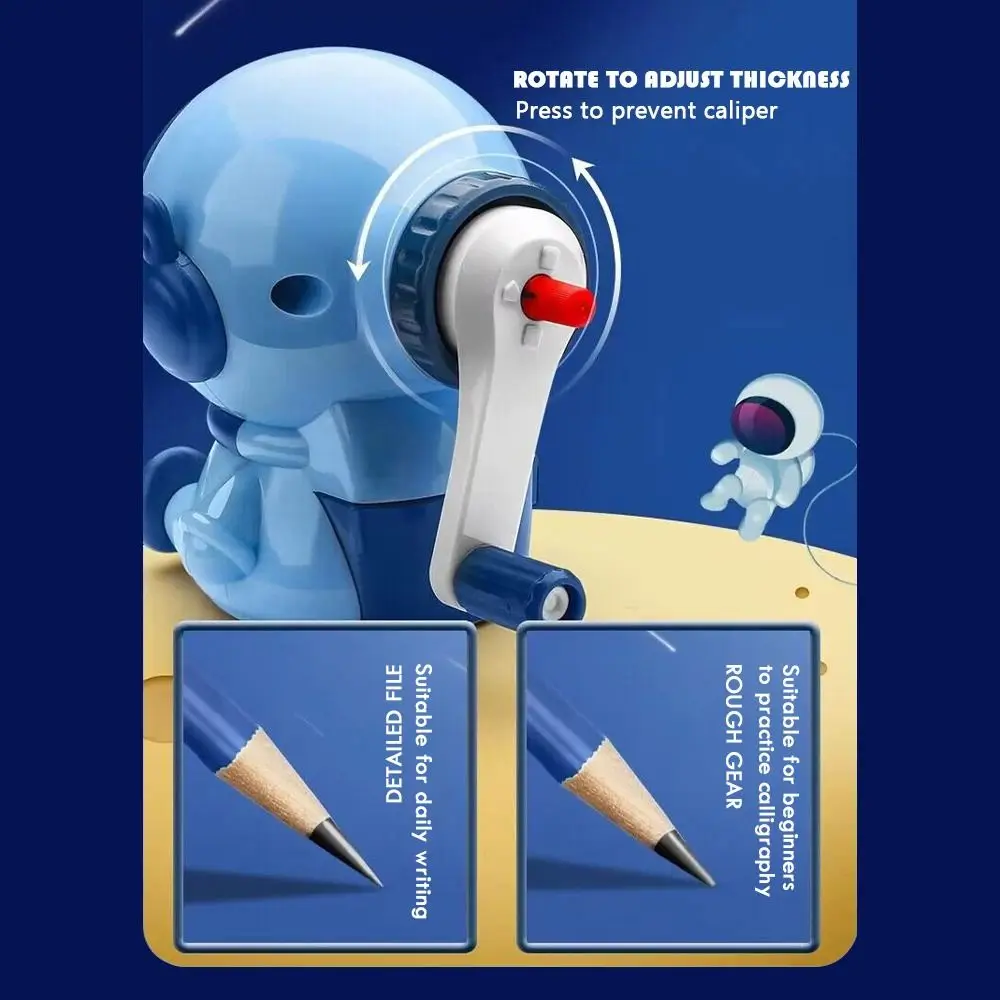 ROTATE TO ADJUST THICKNESS
Press to prevent caliper
Suitable for daily writing
DETAILED FILE
Suitable for beginners
to practice calligraphy
ROUGH GEAR